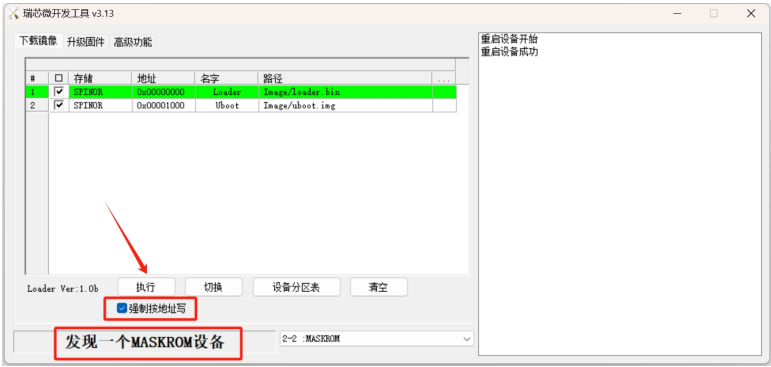 瑞芯微开发工具 v3.13
下载镜像 升级固件 高级功能
# 存储 地址 名字 路径 ...
1 SPINOR 0x00000000 Loader Image/loader.bin
2 SPINOR 0x00001000 Uboot Image/uboot.img
Loader Ver:1.0b 执行 切换 设备分区表 清空
强制按地址写
发现一个MASKROM设备 2-2 :MASKROM
重启设备开始
重启设备成功